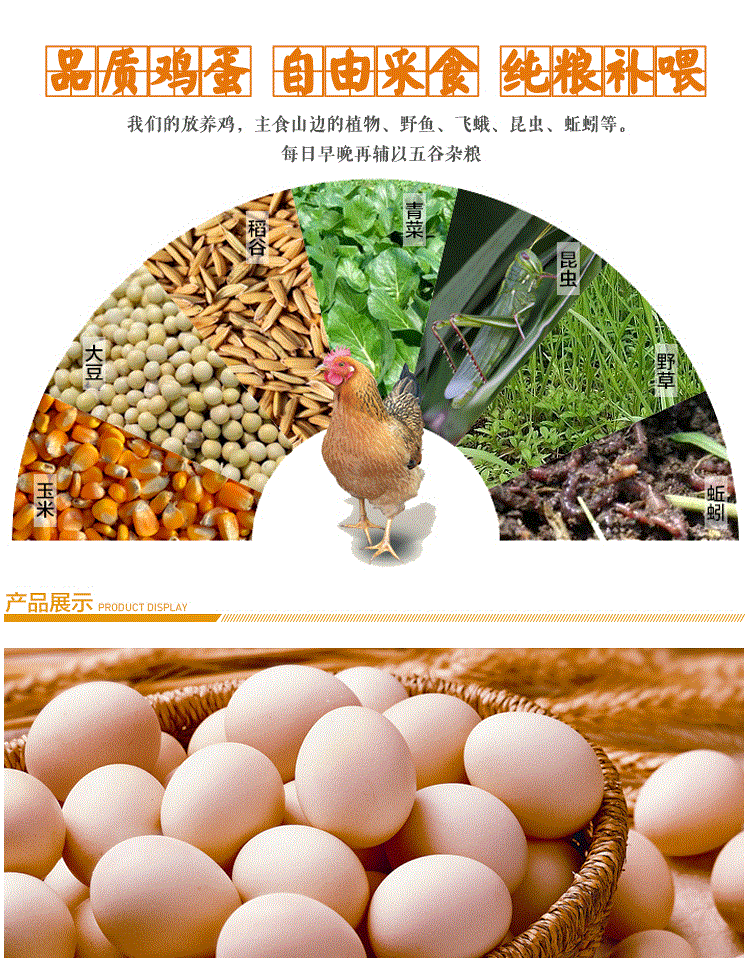 品质鸡蛋 自由采食 纯粮补喂
我们的放养鸡，主食山边的植物、野鱼、飞蛾、昆虫、蚯蚓等。
每日早晚再辅以五谷杂粮
玉米
大豆
稻谷
青菜
昆虫
野草
蚯蚓
产品展示 PRODUCT DISPLAY